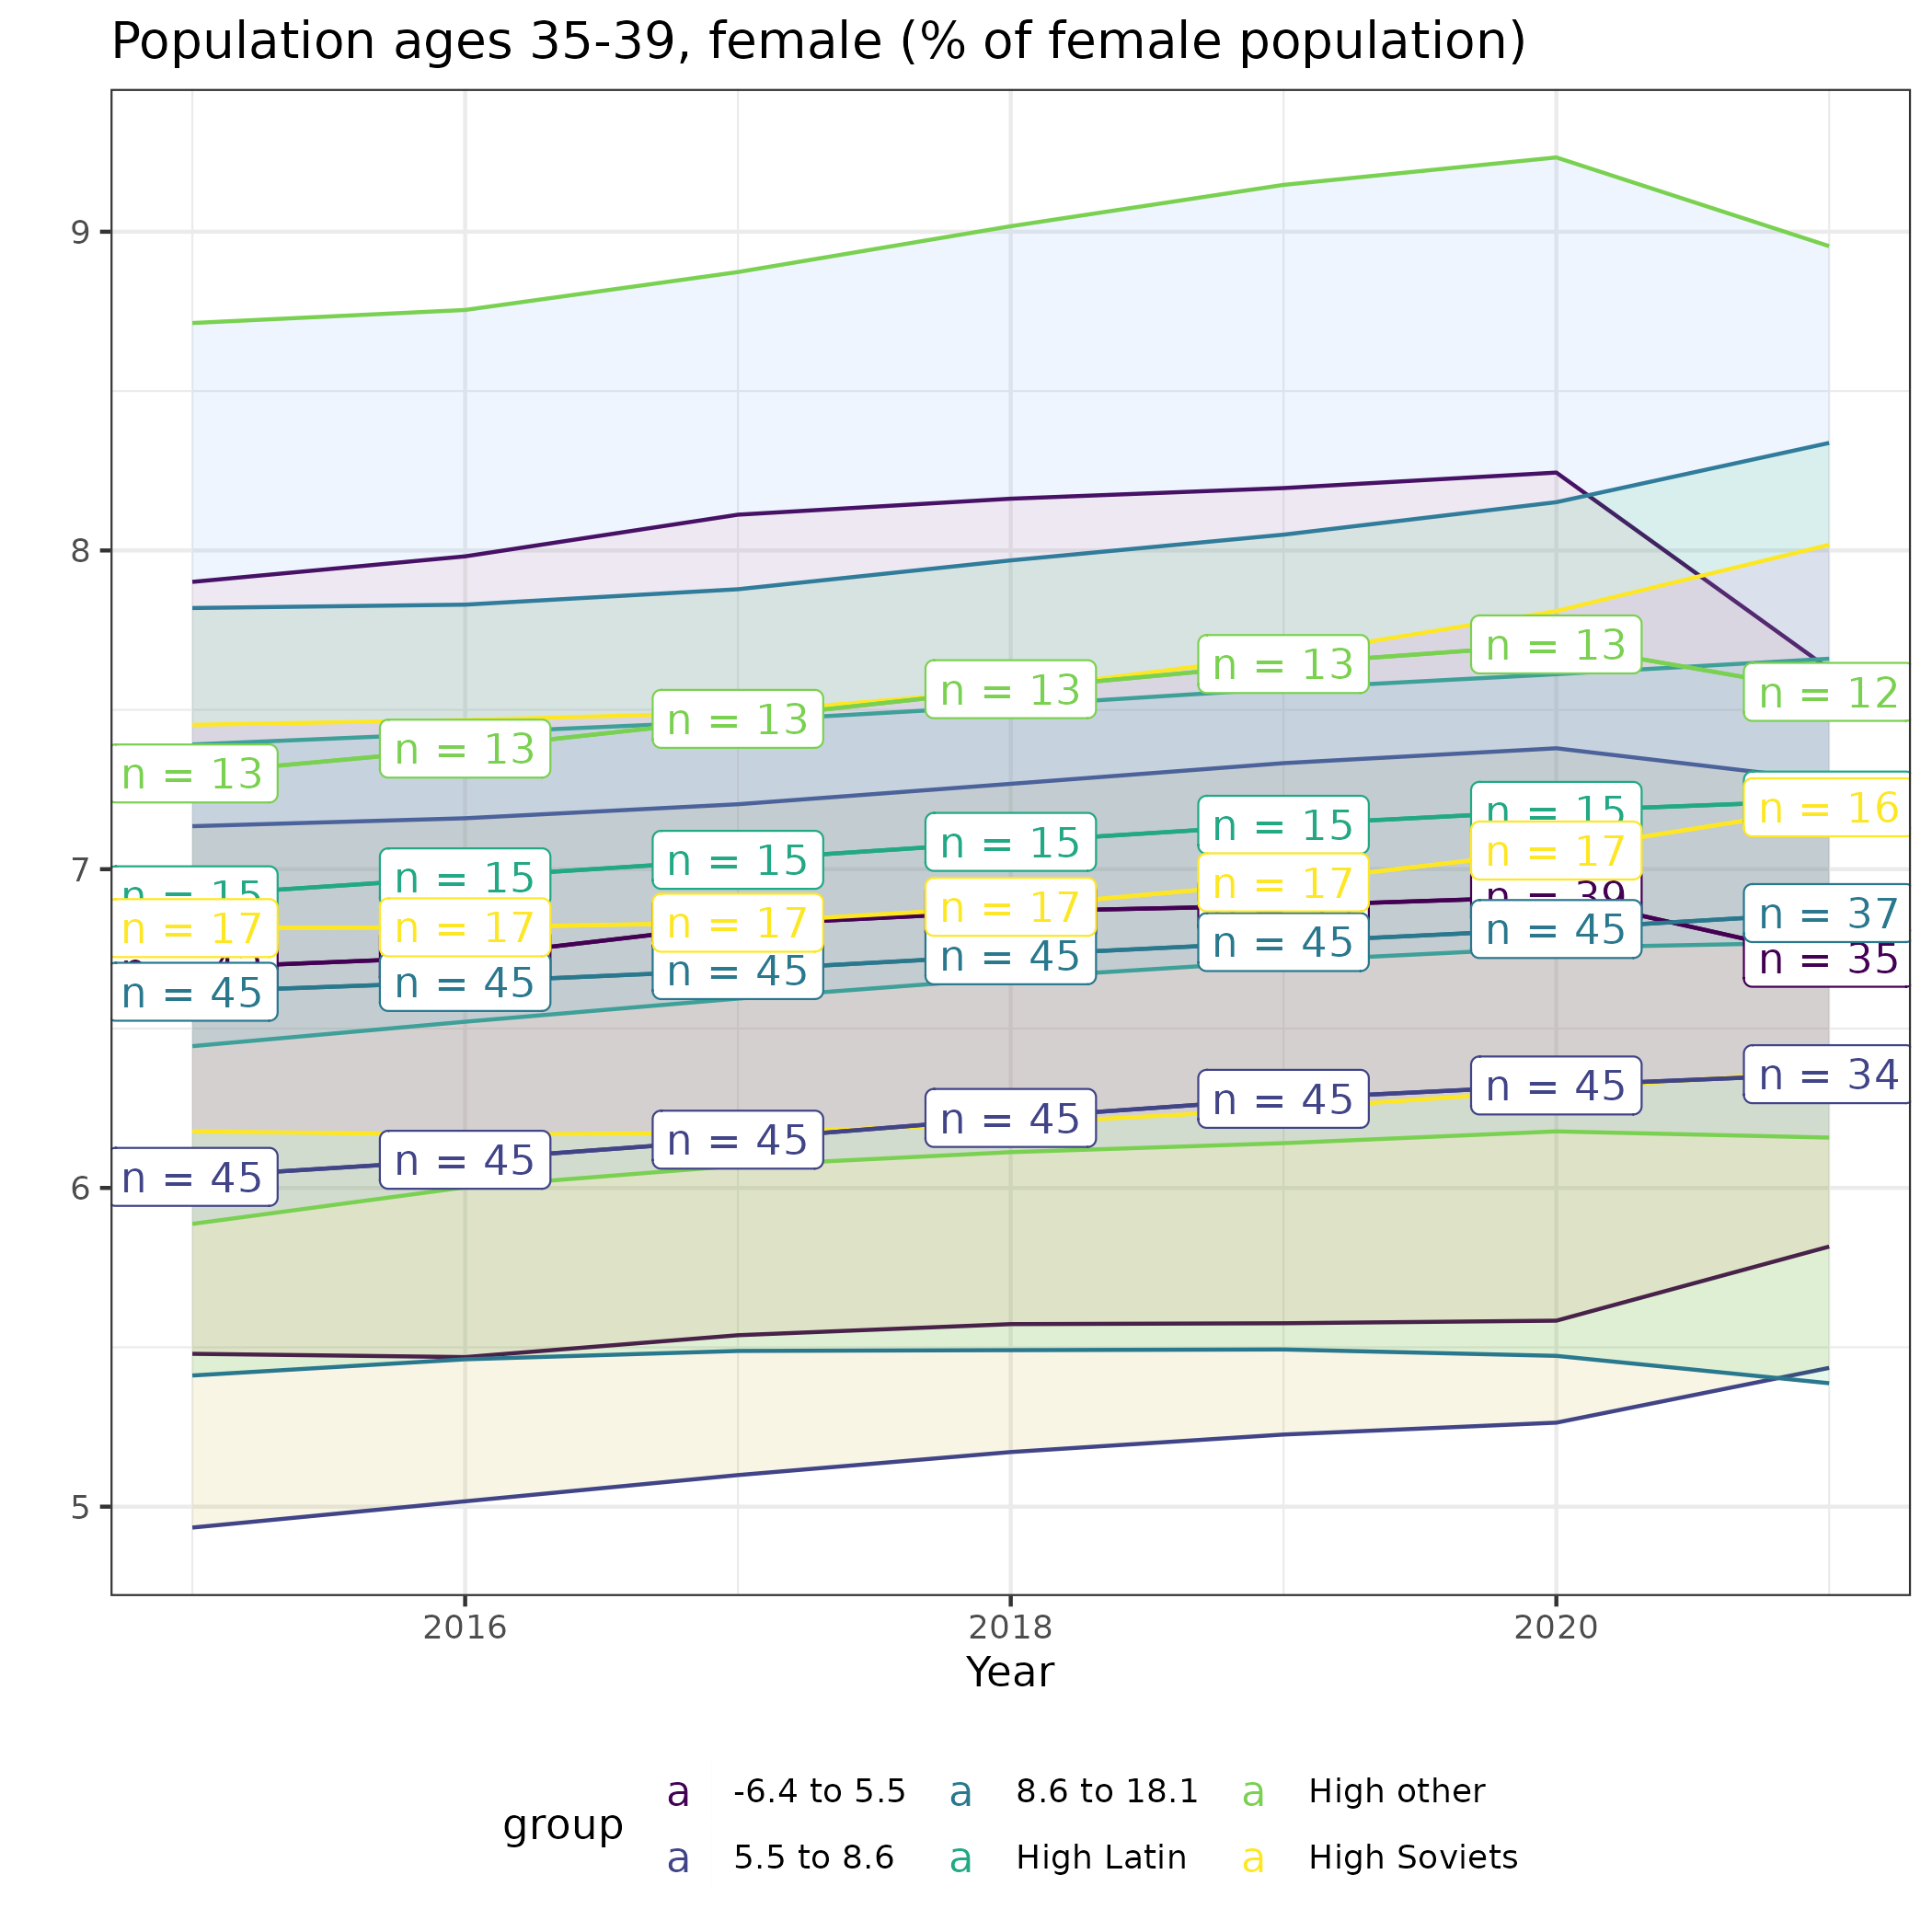 Population ages 35-39, female (% of female population)
9
8
7
6
5
n = 13
n = 13
n = 13
n = 13
n = 13
n = 13
n = 12
n = 15
n = 15
n = 15
n = 15
n = 15
n = 15
n = 17
n = 17
n = 17
n = 17
n = 17
n = 17
n = 16
n = 39
n = 35
n = 45
n = 45
n = 45
n = 45
n = 45
n = 45
n = 37
n = 45
n = 45
n = 45
n = 45
n = 45
n = 45
n = 34
2016 2018 2020
Year
group
a -6.4 to 5.5 a 8.6 to 18.1 a High other
a 5.5 to 8.6 a High Latin a High Soviets